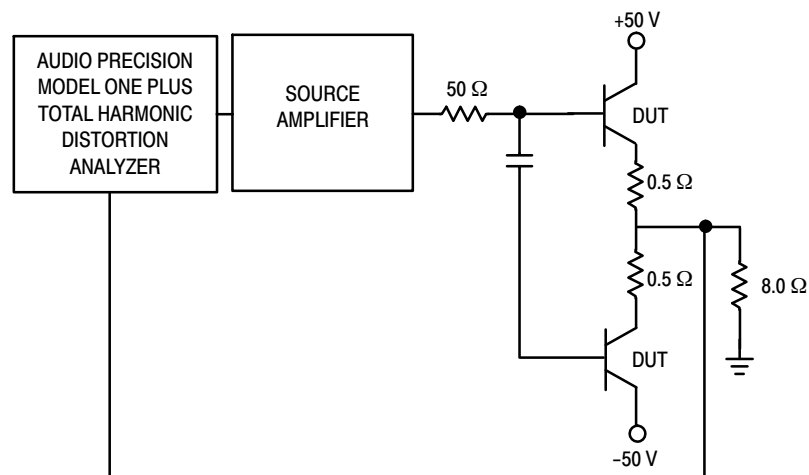 AUDIO PRECISION
MODEL ONE PLUS
TOTAL HARMONIC
DISTORTION
ANALYZER
SOURCE
AMPLIFIER
50 Ω
+50 V
DUT
0.5 Ω
0.5 Ω
8.0 Ω
DUT
–50 V